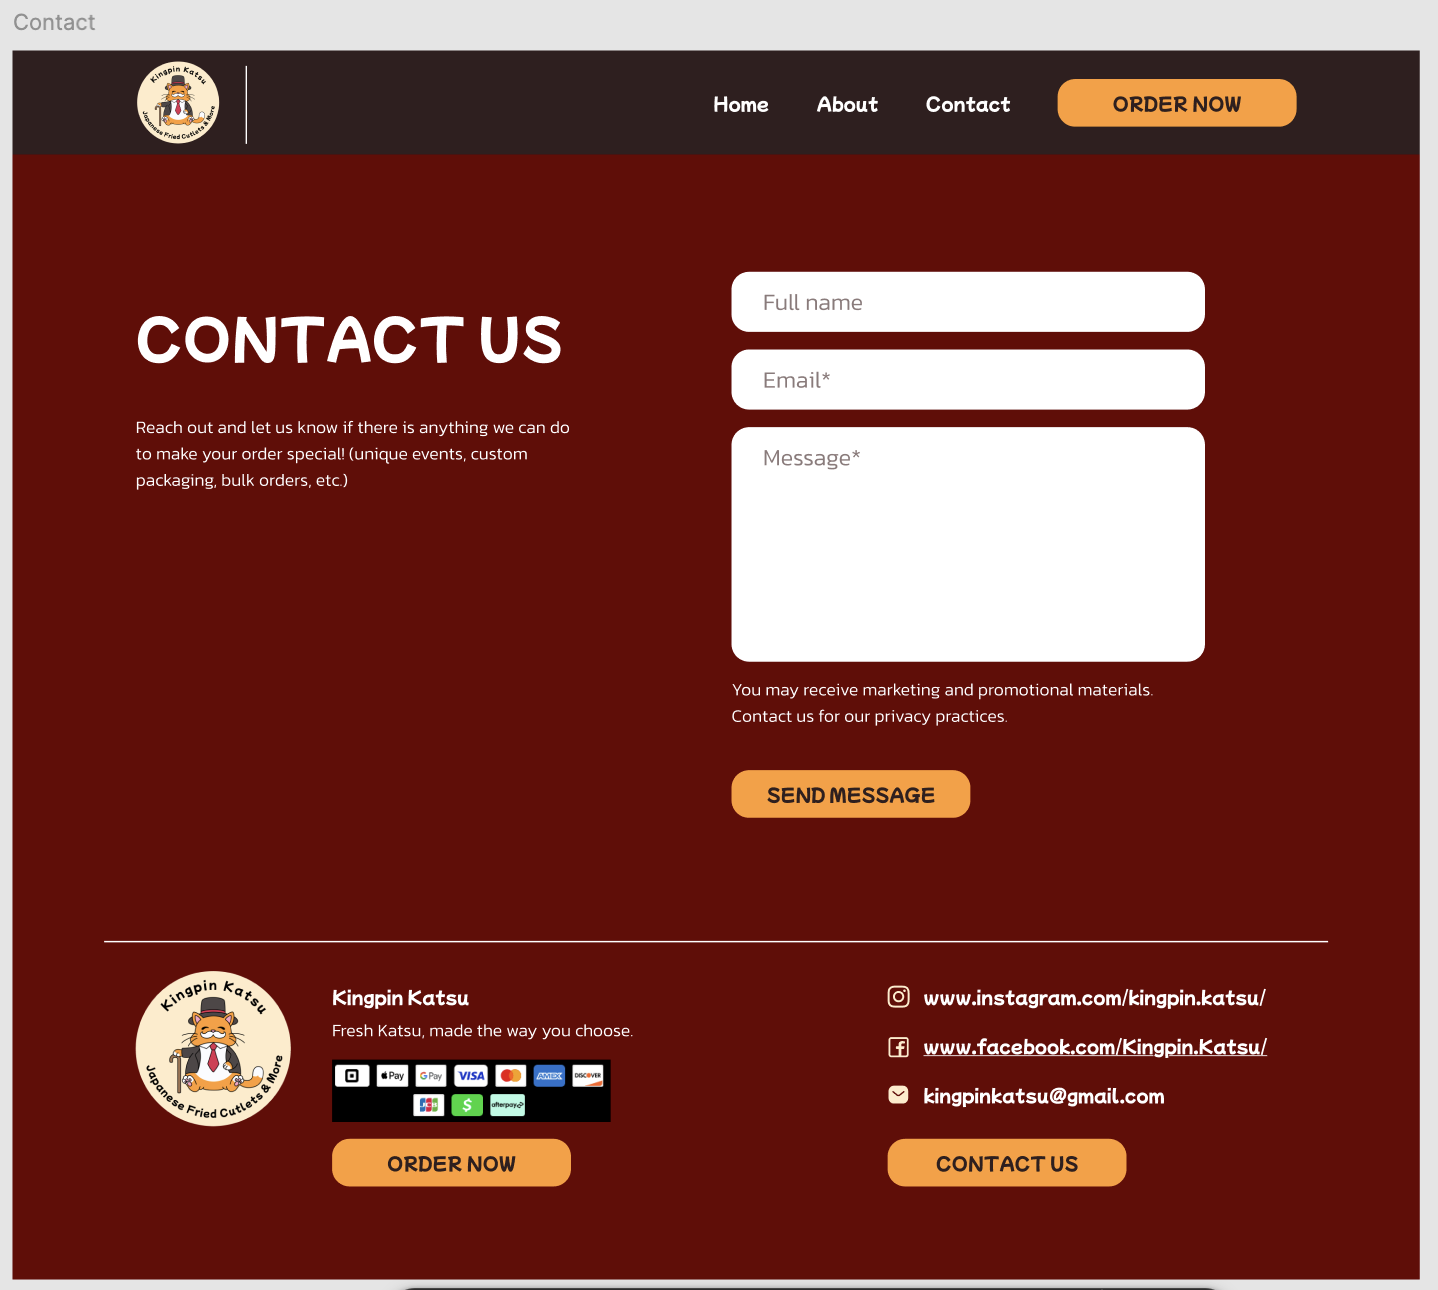 Contact
Kingpin Katsu
Japanese Fried Cutlets & More
Home
About
Contact
ORDER NOW
CONTACT US
Reach out and let us know if there is anything we can do
to make your order special! (unique events, custom
packaging, bulk orders, etc.)
Full name
Email*
Message*
You may receive marketing and promotional materials.
Contact us for our privacy practices.
SEND MESSAGE
Kingpin Katsu
Japanese Fried Cutlets & More
Kingpin Katsu
Fresh Katsu, made the way you choose.
Pay
G Pay
VISA
AMEX
DISCOVER
JCB
$
afterpay
ORDER NOW
www.instagram.com/kingpin.katsu/
www.facebook.com/Kingpin.Katsu/
kingpinkatsu@gmail.com
CONTACT US